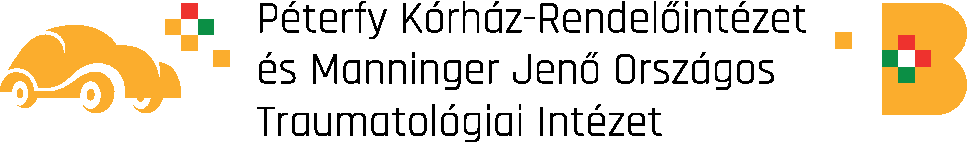 Péterfy Kórház-Rendelőintézet
és Manninger Jenő Országos
Traumatológiai Intézet
B